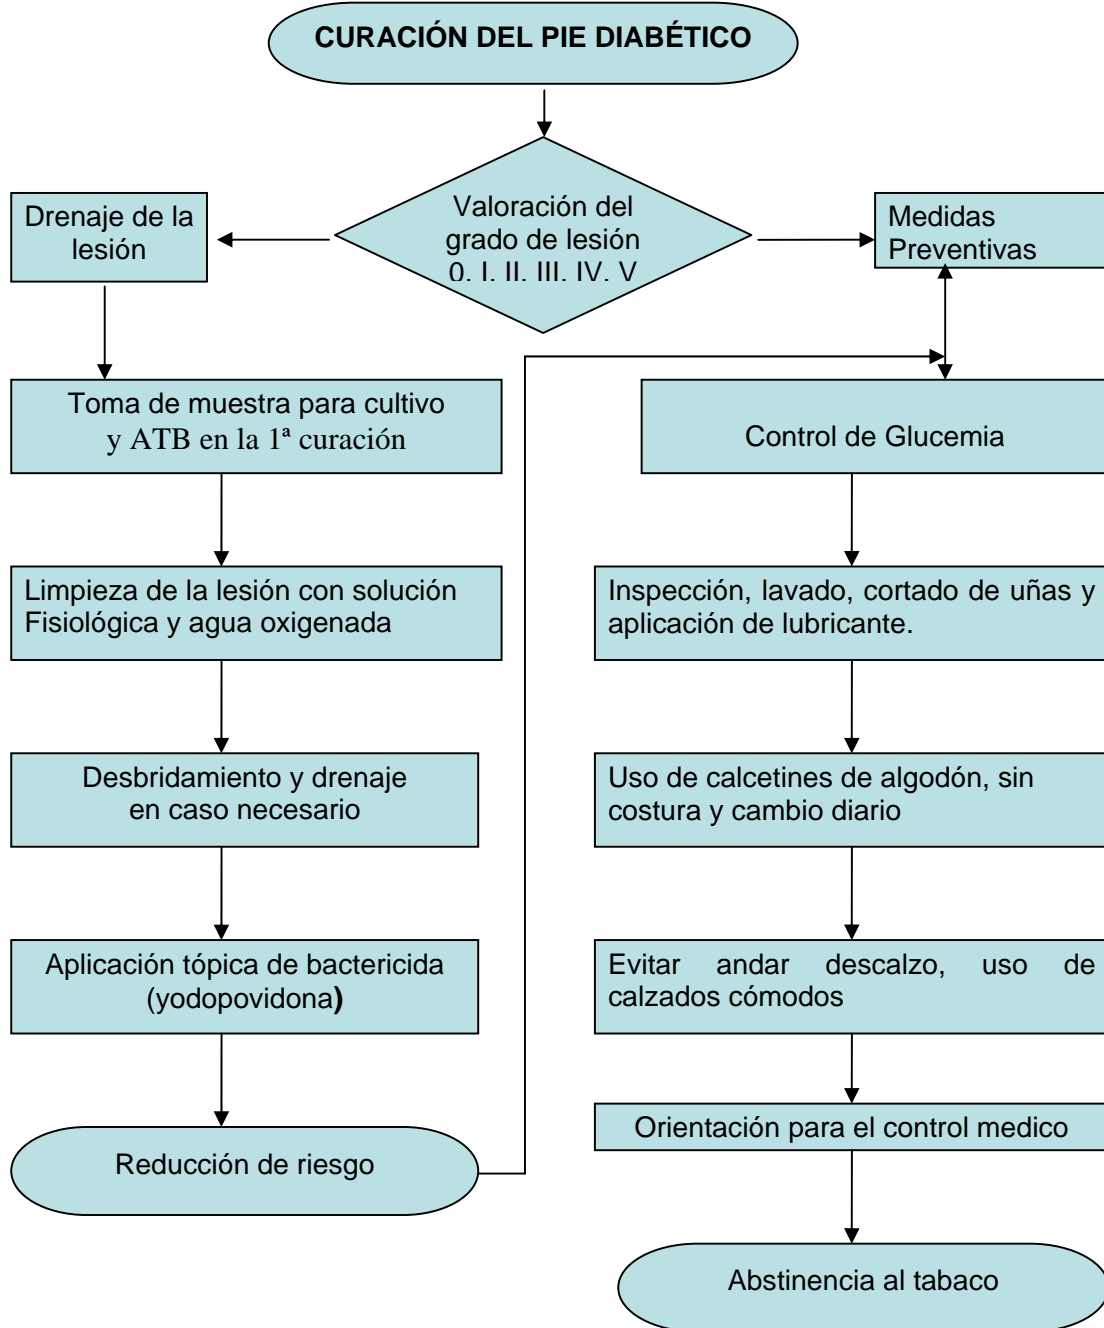 CURACIÓN DEL PIE DIABÉTICO
Valoración del
grado de lesión
0. I. II. III. IV. V
Drenaje de la
lesión
Toma de muestra para cultivo
y ATB en la 1ª curación
Limpieza de la lesión con solución
Fisiológica y agua oxigenada
Desbridamiento y drenaje
en caso necesario
Aplicación tópica de bactericida
(yodopovidona)
Reducción de riesgo
Medidas
Preventivas
Control de Glucemia
Inspección, lavado, cortado de uñas y
aplicación de lubricante.
Uso de calcetines de algodón, sin
costura y cambio diario
Evitar andar descalzo, uso de
calzados cómodos
Orientación para el control medico
Abstinencia al tabaco